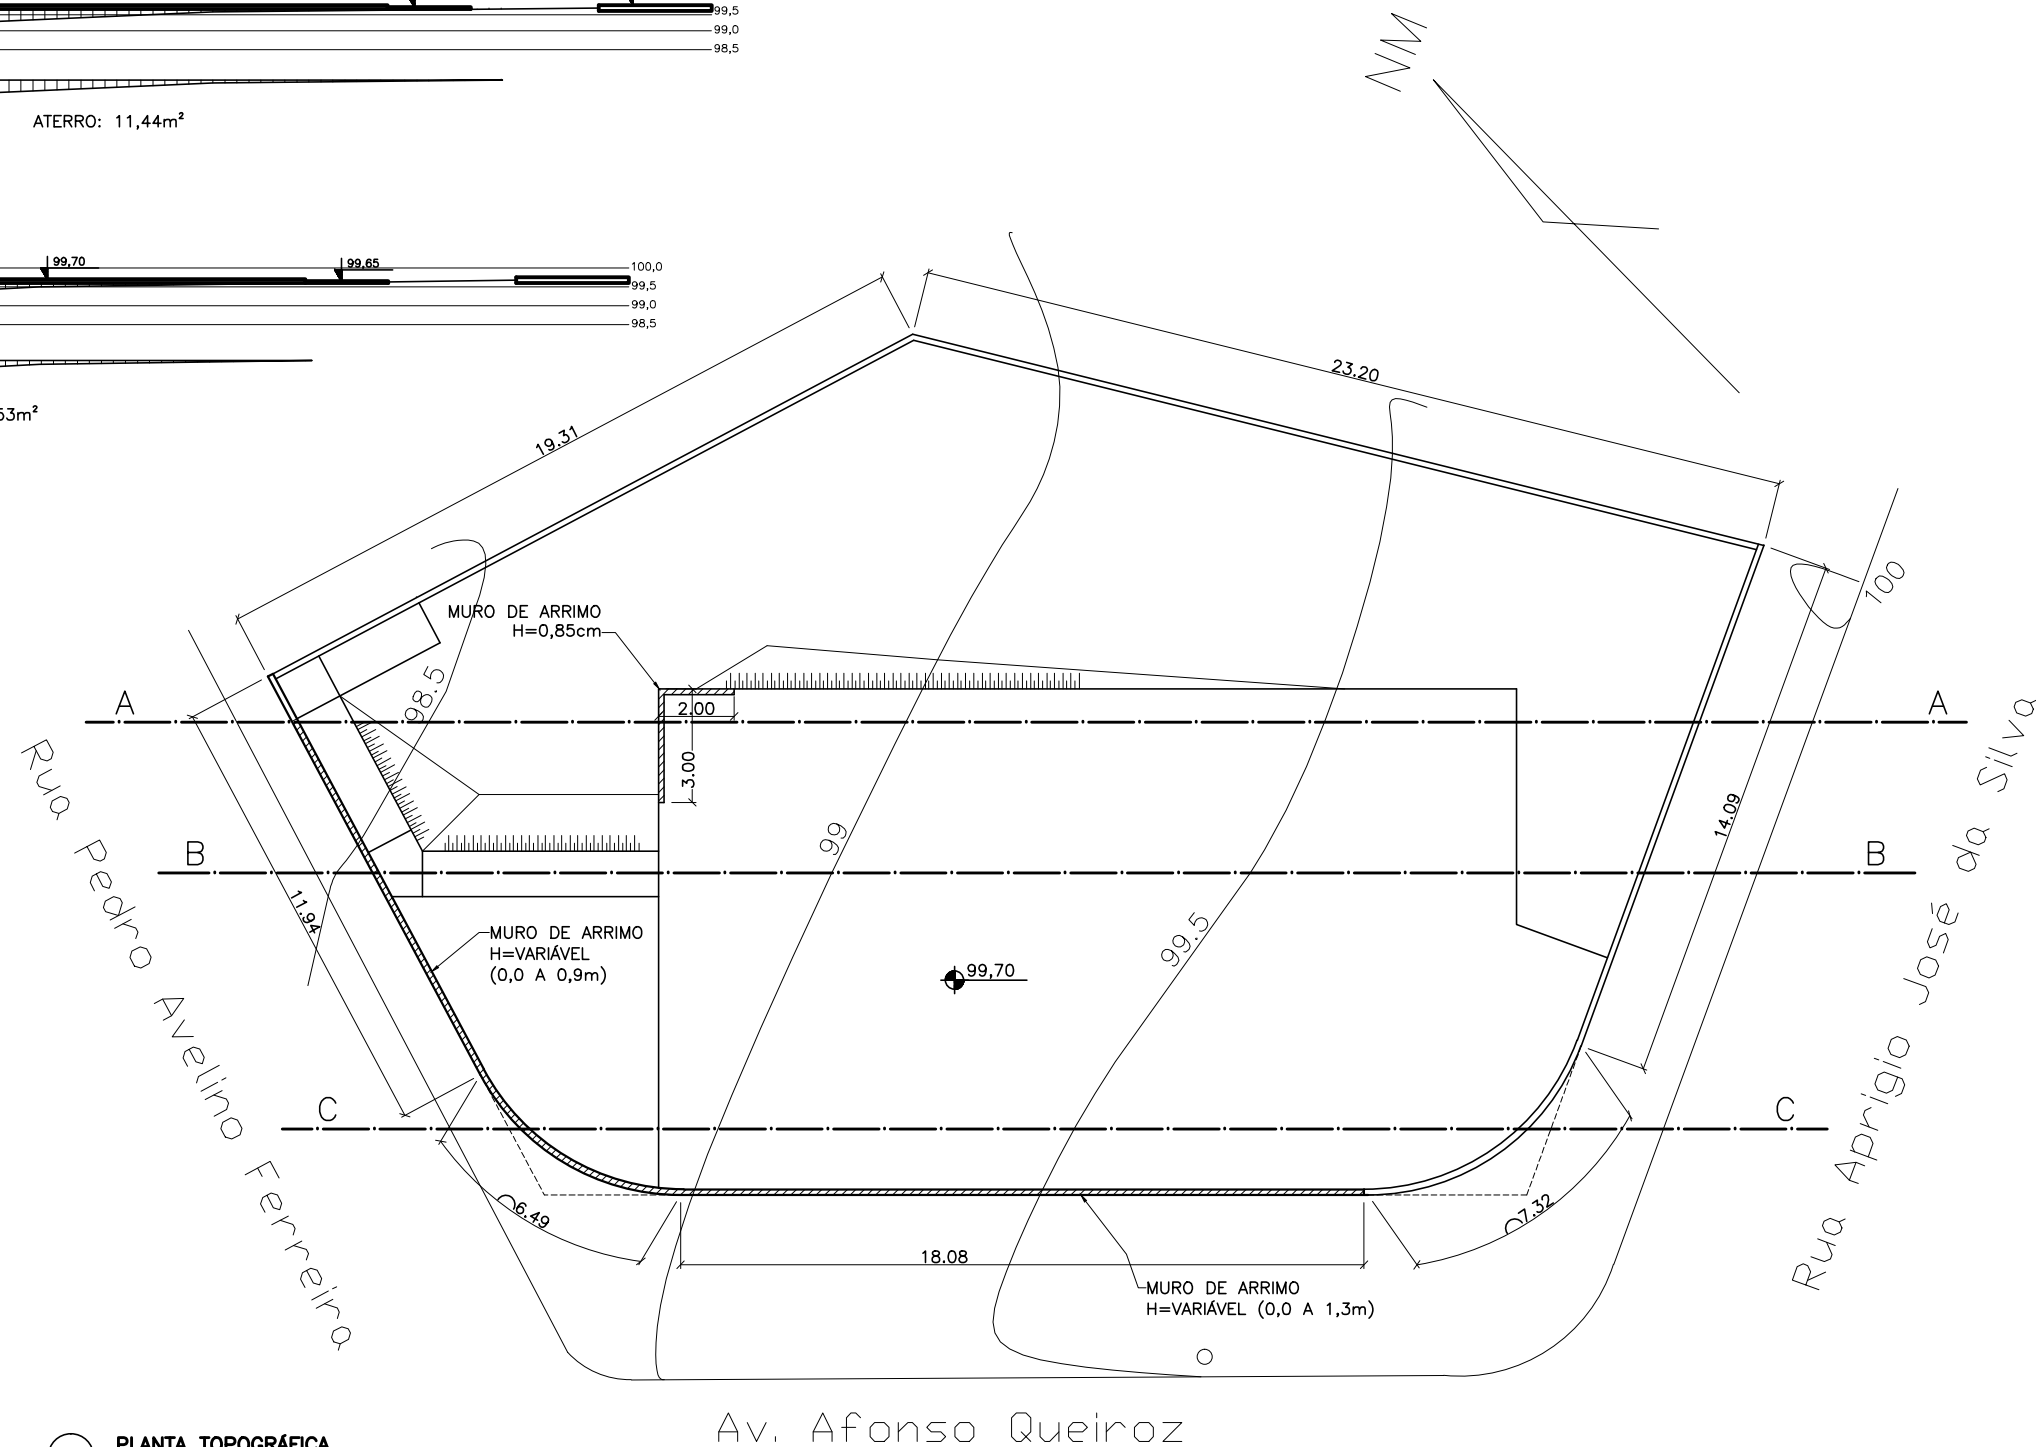 99,5
99,0
98,5
ATERRO: 11,44m²
NM
99,70
99,65
100,0
99,5
99,0
98,5
53m²
19.31
23.20
100
MURO DE ARRIMO
H=0,85cm
98.5
A
A
2.00
3.00
14.09
99
B
B
11.94
MURO DE ARRIMO
H=VARIÁVEL
(0,0 A 0,9m)
99.5
99,70
C
C
6.49
7.32
18.08
MURO DE ARRIMO
H=VARIÁVEL (0,0 A 1,3m)
Rua Pedro Avelino Ferreira
Rua Aprigio José da Silva
Av. Afonso Queiroz
PLANTA TOPOGRÁFICA